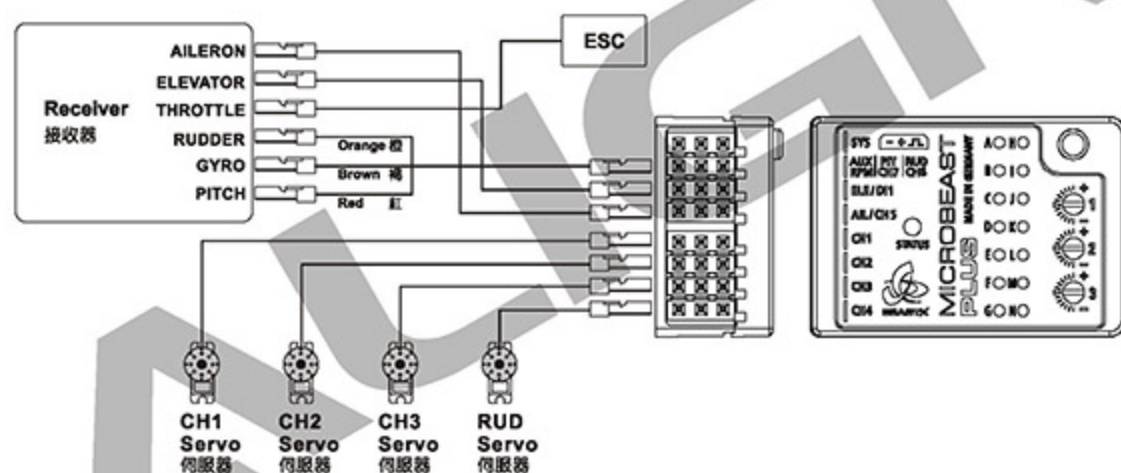 Receiver
接收器
AILERON
ELEVATOR
THROTTLE
RUDDER
GYRO
PITCH
Orange 橙
Brown 褐
Red 紅
ESC
CH1
Servo
伺服器
CH2
Servo
伺服器
CH3
Servo
伺服器
RUD
Servo
伺服器
SYS
AUX PIT RUD
RPM CH7 CH6
ELE/DI1
AIL/CH5
CH1
CH2
CH3
CH4
STATUS
MICROBEAST
PLUS
MADE IN GERMANY
A H
B I
C J
D K
E L
F M
G N
+ 1 -
+ 2 -
+ 3 -
ALIGN